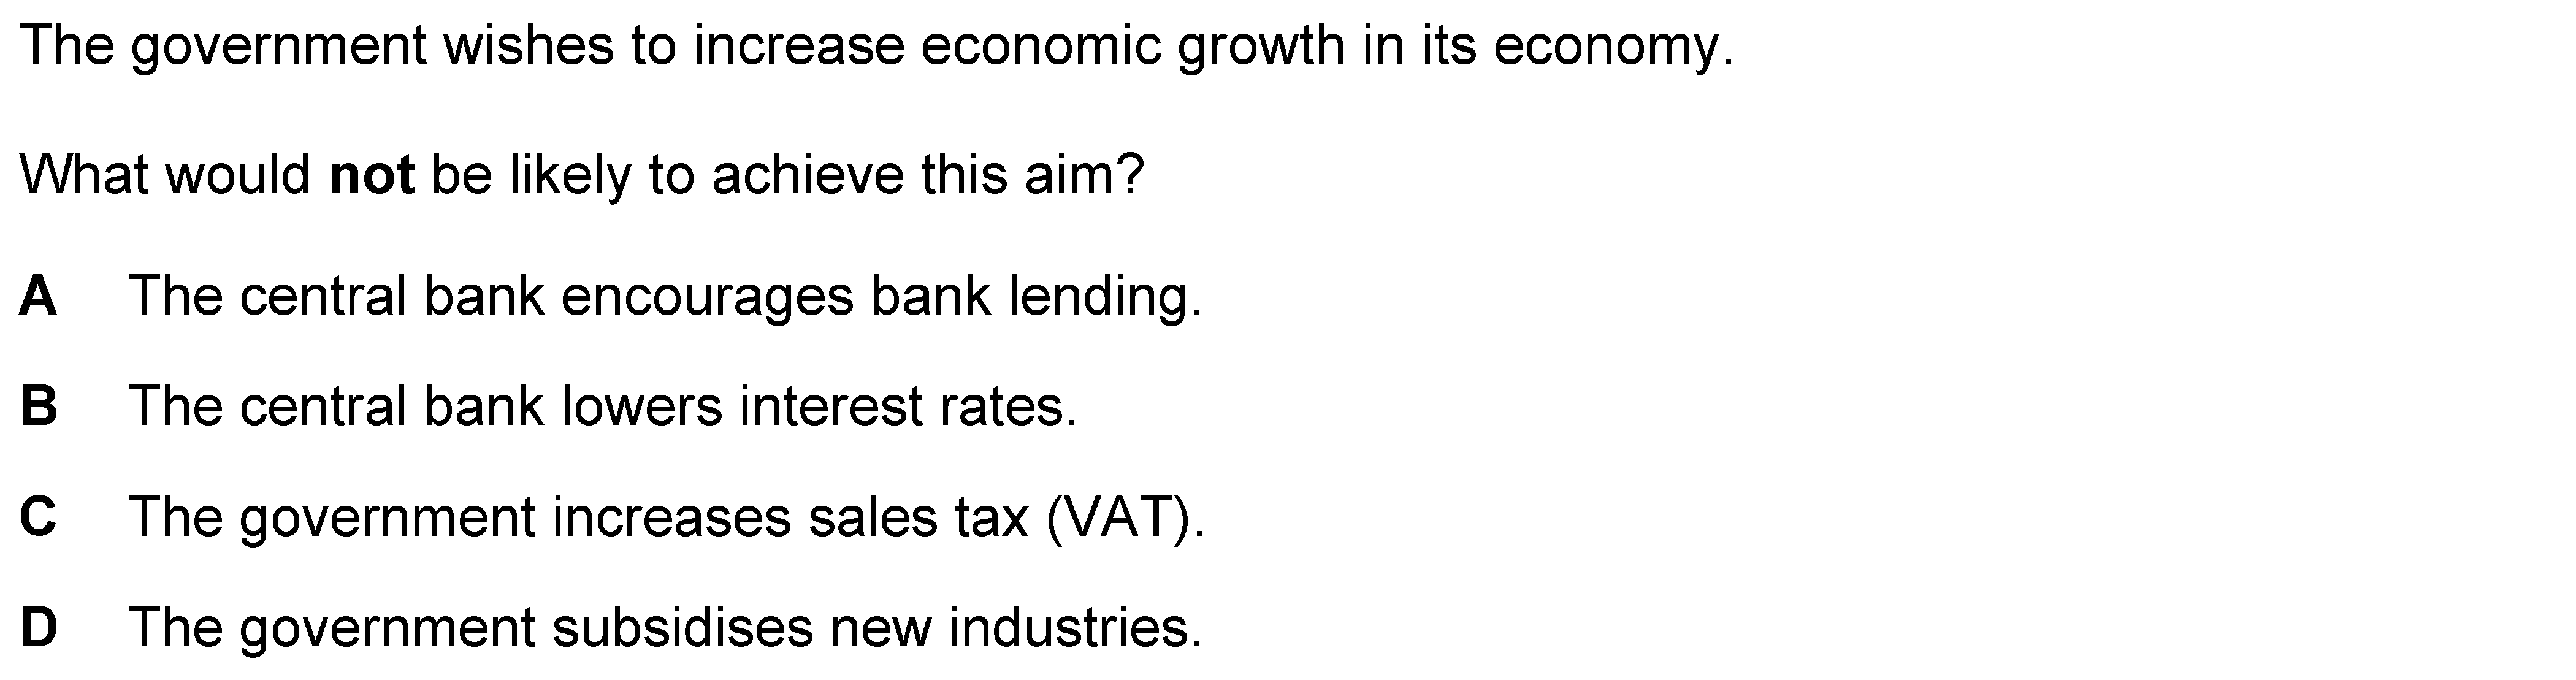 The government wishes to increase economic growth in its economy.
What would not be likely to achieve this aim?
A The central bank encourages bank lending.
B The central bank lowers interest rates.
C The government increases sales tax (VAT).
D The government subsidises new industries.